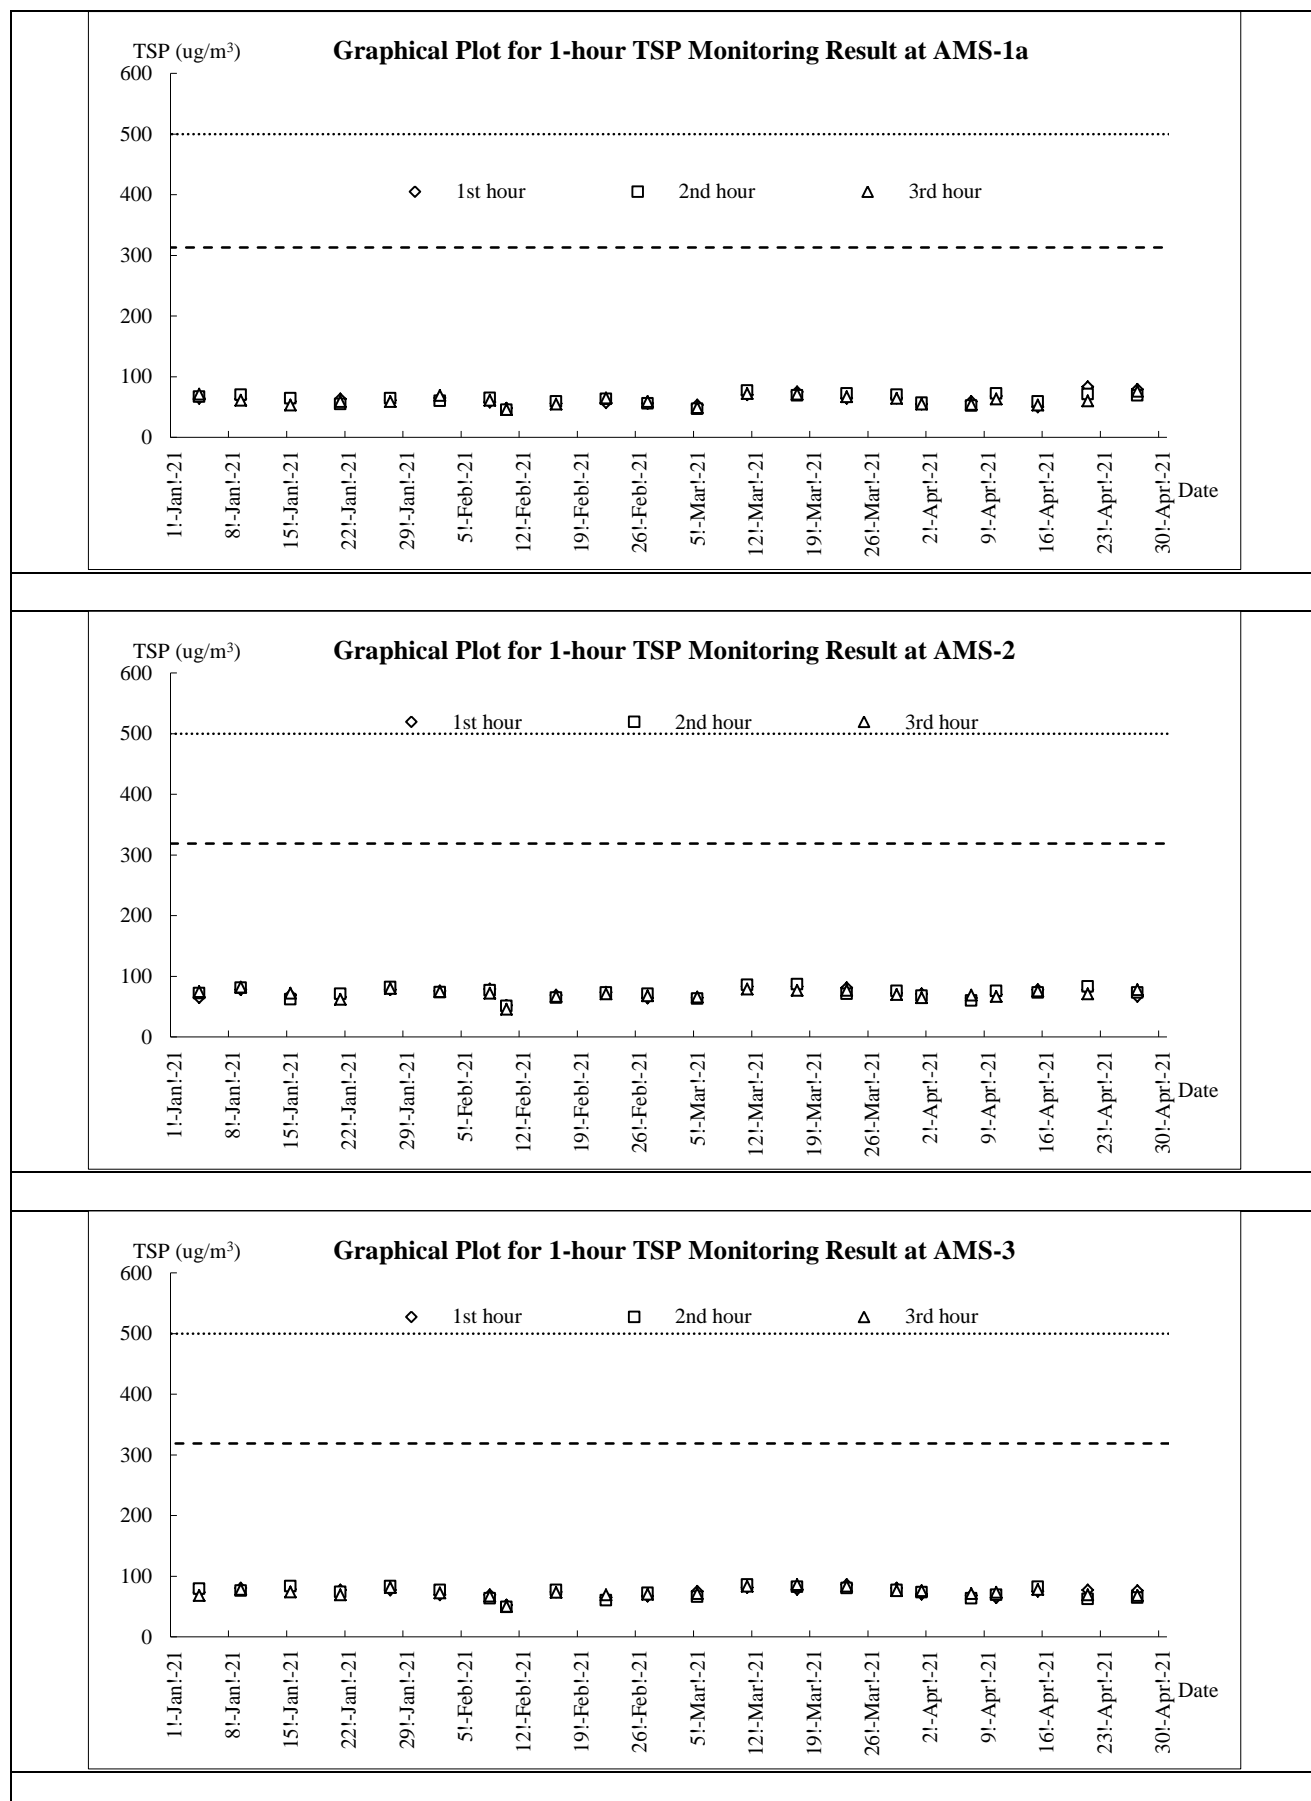 TSP (ug/m³) Graphical Plot for 1-hour TSP Monitoring Result at AMS-1a
600
500
1st hour 2nd hour 3rd hour
400
300
200
100
0
1!-Jan!-21 8!-Jan!-21 15!-Jan!-21 22!-Jan!-21 29!-Jan!-21 5!-Feb!-21 12!-Feb!-21 19!-Feb!-21 26!-Feb!-21 5!-Mar!-21 12!-Mar!-21 19!-Mar!-21 26!-Mar!-21 2!-Apr!-21 9!-Apr!-21 16!-Apr!-21 23!-Apr!-21 30!-Apr!-21 Date
TSP (ug/m³) Graphical Plot for 1-hour TSP Monitoring Result at AMS-2
600
1st hour 2nd hour 3rd hour
500
400
300
200
100
0
1!-Jan!-21 8!-Jan!-21 15!-Jan!-21 22!-Jan!-21 29!-Jan!-21 5!-Feb!-21 12!-Feb!-21 19!-Feb!-21 26!-Feb!-21 5!-Mar!-21 12!-Mar!-21 19!-Mar!-21 26!-Mar!-21 2!-Apr!-21 9!-Apr!-21 16!-Apr!-21 23!-Apr!-21 30!-Apr!-21 Date
TSP (ug/m³) Graphical Plot for 1-hour TSP Monitoring Result at AMS-3
600
1st hour 2nd hour 3rd hour
500
400
300
200
100
0
1!-Jan!-21 8!-Jan!-21 15!-Jan!-21 22!-Jan!-21 29!-Jan!-21 5!-Feb!-21 12!-Feb!-21 19!-Feb!-21 26!-Feb!-21 5!-Mar!-21 12!-Mar!-21 19!-Mar!-21 26!-Mar!-21 2!-Apr!-21 9!-Apr!-21 16!-Apr!-21 23!-Apr!-21 30!-Apr!-21 Date